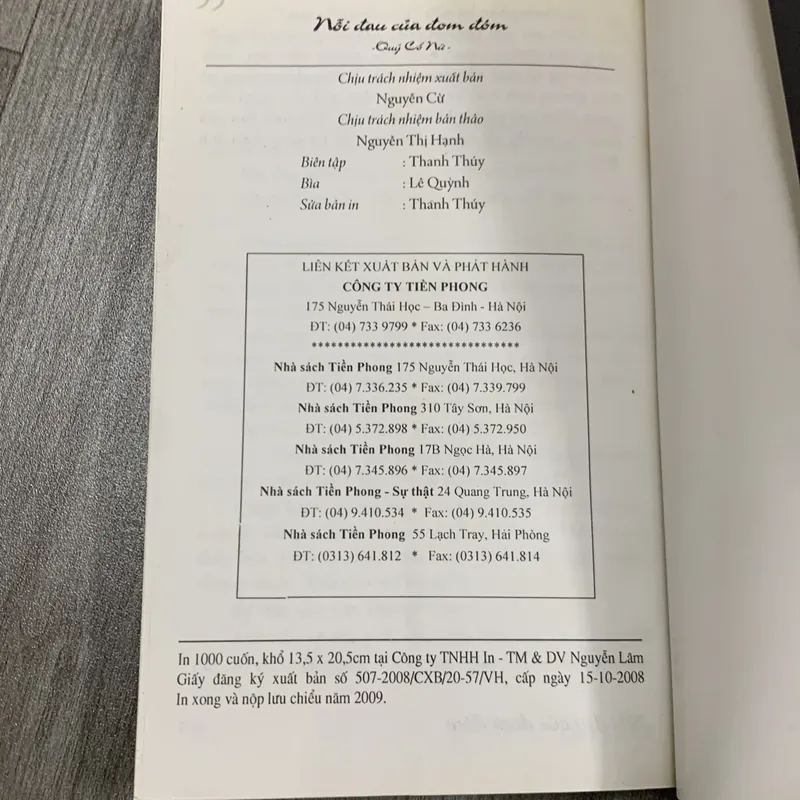 Nỗi đau của đom đóm
-Quỷ Cổ Nữ-
Chịu trách nhiệm xuất bản
Nguyễn Cừ
Chịu trách nhiệm bản thảo
Nguyễn Thị Hạnh
Biên tập : Thanh Thúy
Bìa : Lê Quỳnh
Sửa bản in : Thanh Thúy
LIÊN KẾT XUẤT BẢN VÀ PHÁT HÀNH
CÔNG TY TIỀN PHONG
175 Nguyễn Thái Học – Ba Đình - Hà Nội
ĐT: (04) 733 9799 * Fax: (04) 733 6236
********************************
Nhà sách Tiền Phong 175 Nguyễn Thái Học, Hà Nội
ĐT: (04) 7.336.235 * Fax: (04) 7.339.799
Nhà sách Tiền Phong 310 Tây Sơn, Hà Nội
ĐT: (04) 5.372.898 * Fax: (04) 5.372.950
Nhà sách Tiền Phong 17B Ngọc Hà, Hà Nội
ĐT: (04) 7.345.896 * Fax: (04) 7.345.897
Nhà sách Tiền Phong - Sự thật 24 Quang Trung, Hà Nội
ĐT: (04) 9.410.534 * Fax: (04) 9.410.535
Nhà sách Tiền Phong 55 Lạch Tray, Hải Phòng
ĐT: (0313) 641.812 * Fax: (0313) 641.814
In 1000 cuốn, khổ 13,5 x 20,5cm tại Công ty TNHH In - TM & DV Nguyễn Lâm
Giấy đăng ký xuất bản số 507-2008/CXB/20-57/VH, cấp ngày 15-10-2008
In xong và nộp lưu chiểu năm 2009.